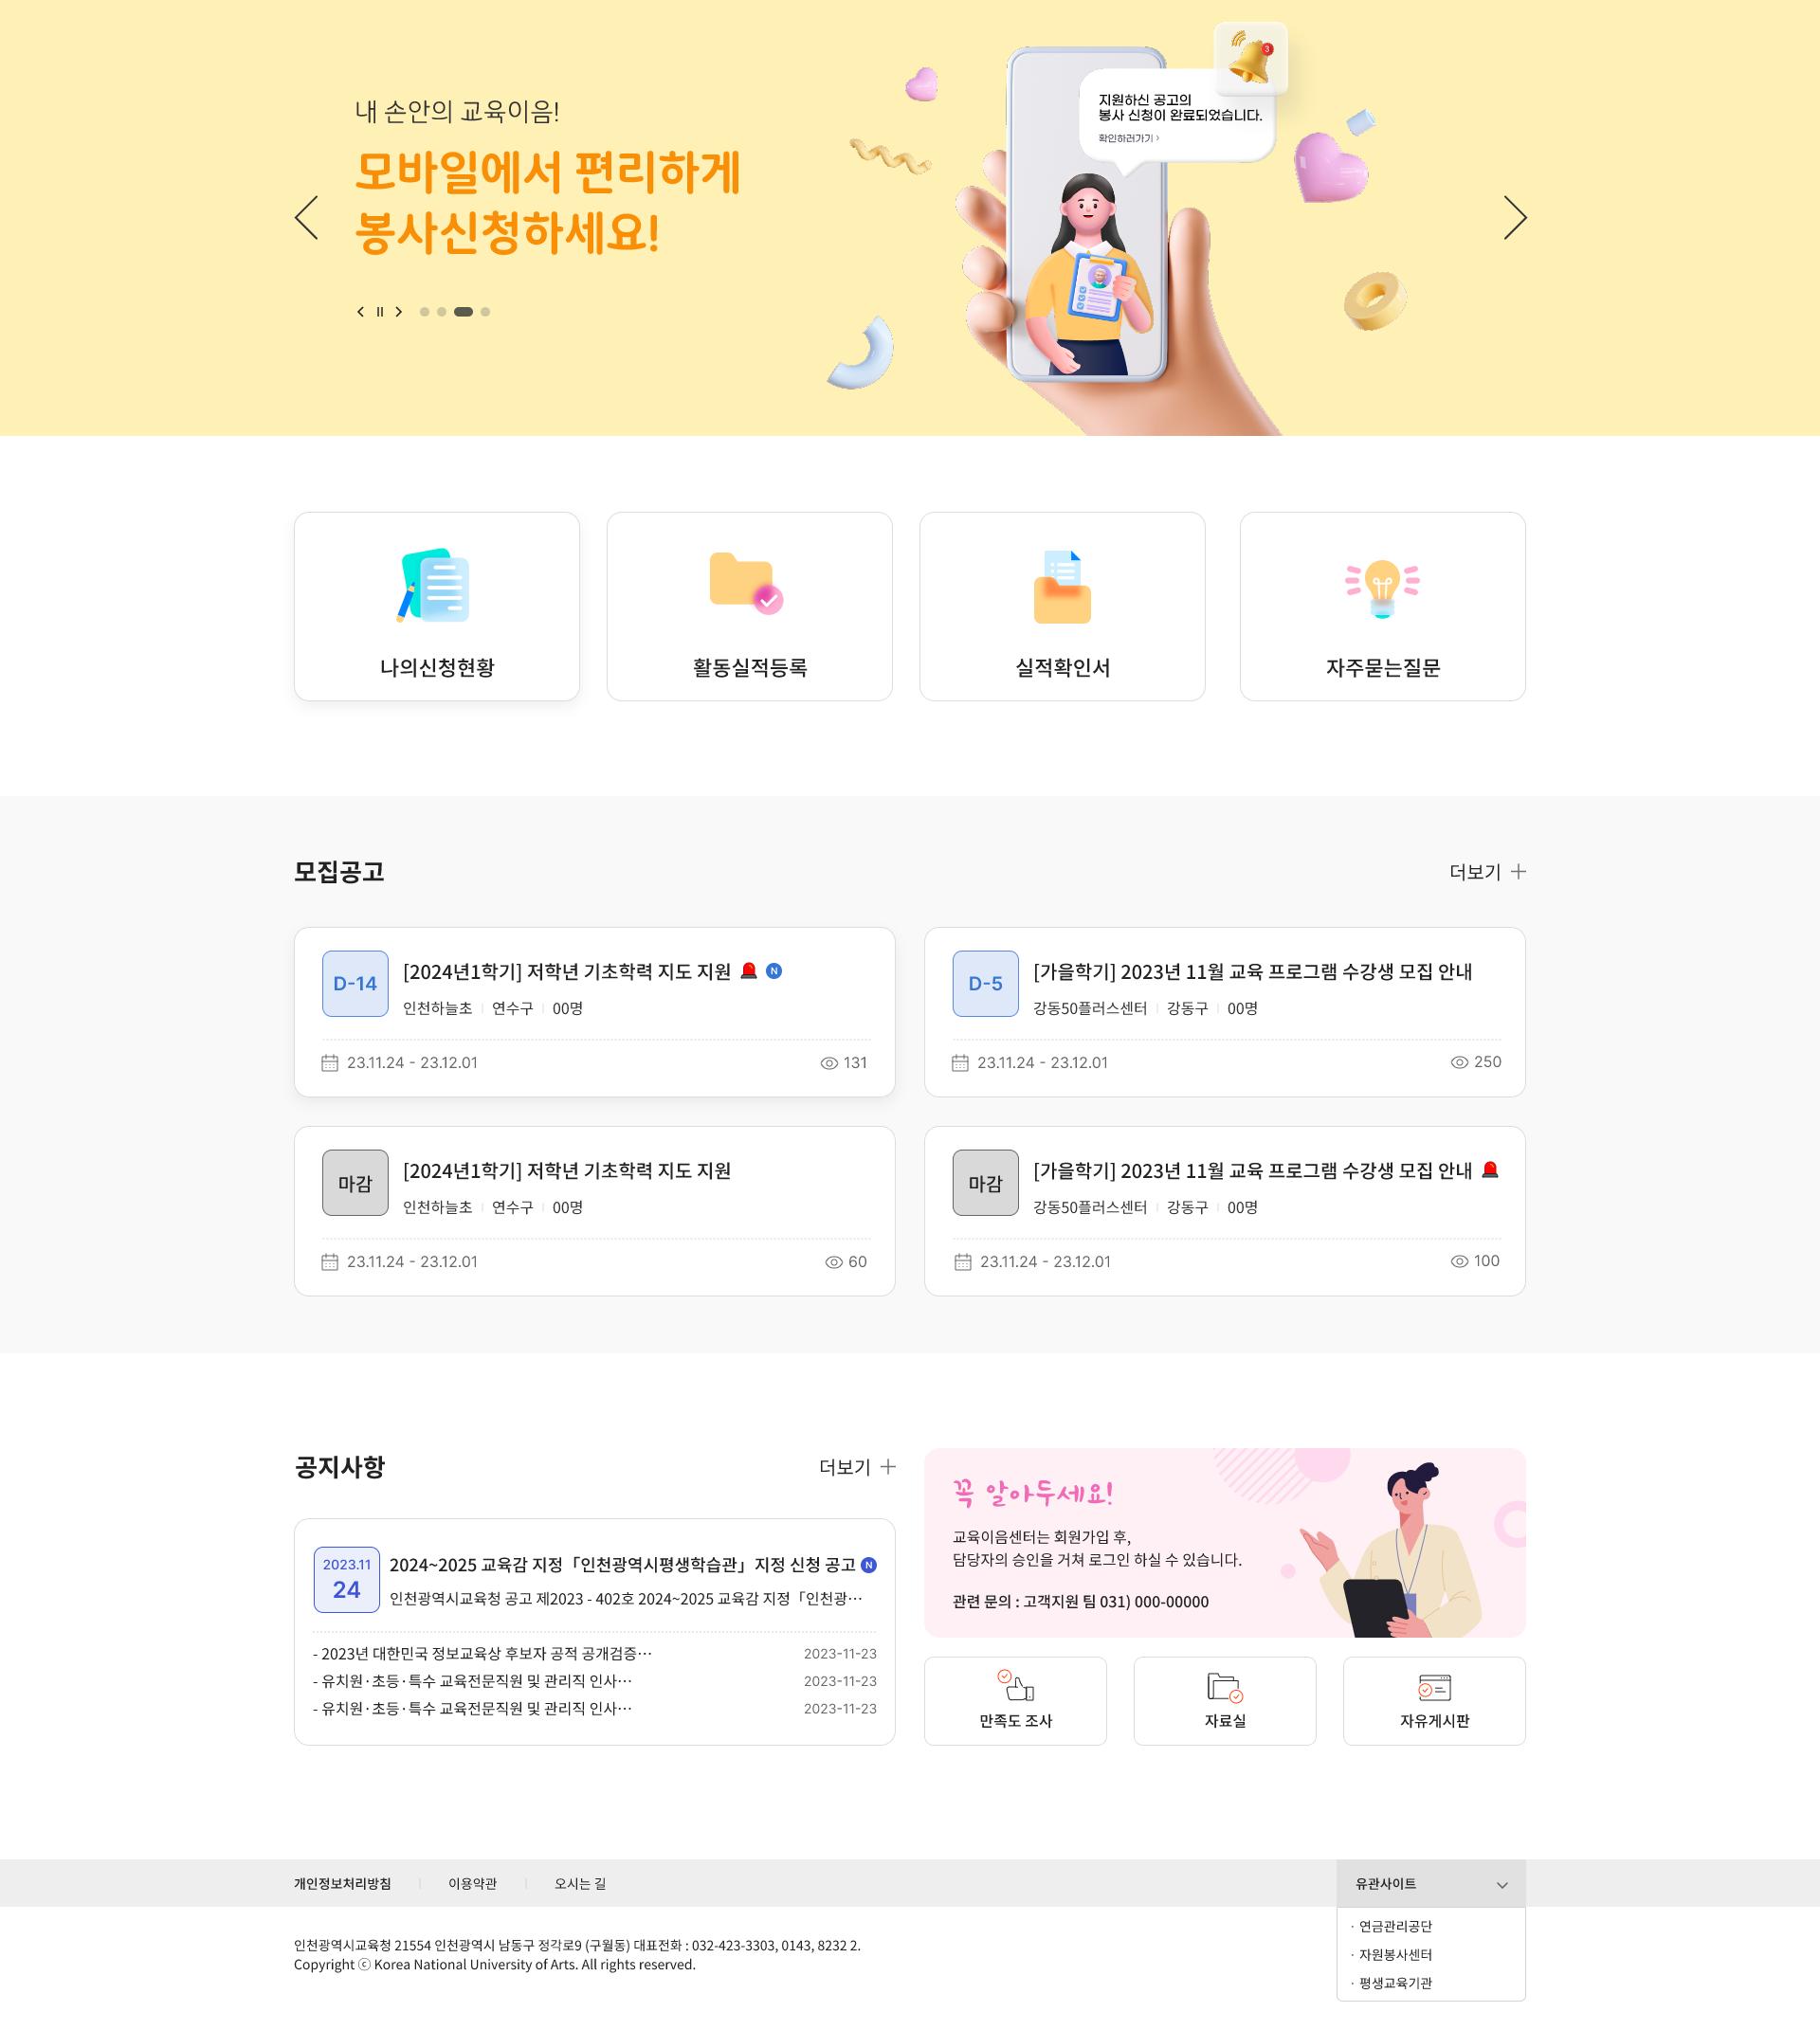 내 손안의 교육이음!
모바일에서 편리하게
봉사신청하세요!
지원하신 공고의
봉사 신청이 완료되었습니다.
확인하러가기 >
3
나의신청현황
활동실적등록
실적확인서
자주묻는질문
모집공고
더보기
D-14
[2024년1학기] 저학년 기초학력 지도 지원 N
인천하늘초 연수구 00명
23.11.24 - 23.12.01
131
D-5
[가을학기] 2023년 11월 교육 프로그램 수강생 모집 안내
강동50플러스센터 강동구 00명
23.11.24 - 23.12.01
250
마감
[2024년1학기] 저학년 기초학력 지도 지원
인천하늘초 연수구 00명
23.11.24 - 23.12.01
60
마감
[가을학기] 2023년 11월 교육 프로그램 수강생 모집 안내
강동50플러스센터 강동구 00명
23.11.24 - 23.12.01
100
공지사항
더보기
2023.11
24
2024~2025 교육감 지정「인천광역시평생학습관」지정 신청 공고 N
인천광역시교육청 공고 제2023 - 402호 2024~2025 교육감 지정「인천광…
- 2023년 대한민국 정보교육상 후보자 공적 공개검증… 2023-11-23
- 유치원·초등·특수 교육전문직원 및 관리직 인사… 2023-11-23
- 유치원·초등·특수 교육전문직원 및 관리직 인사… 2023-11-23
꼭 알아두세요!
교육이음센터는 회원가입 후,
담당자의 승인을 거쳐 로그인 하실 수 있습니다.
관련 문의 : 고객지원 팀 031) 000-00000
만족도 조사
자료실
자유게시판
개인정보처리방침
이용약관
오시는 길
유관사이트
· 연금관리공단
· 자원봉사센터
· 평생교육기관
인천광역시교육청 21554 인천광역시 남동구 정각로9 (구월동) 대표전화 : 032-423-3303, 0143, 8232 2.
Copyright ⓒ Korea National University of Arts. All rights reserved.